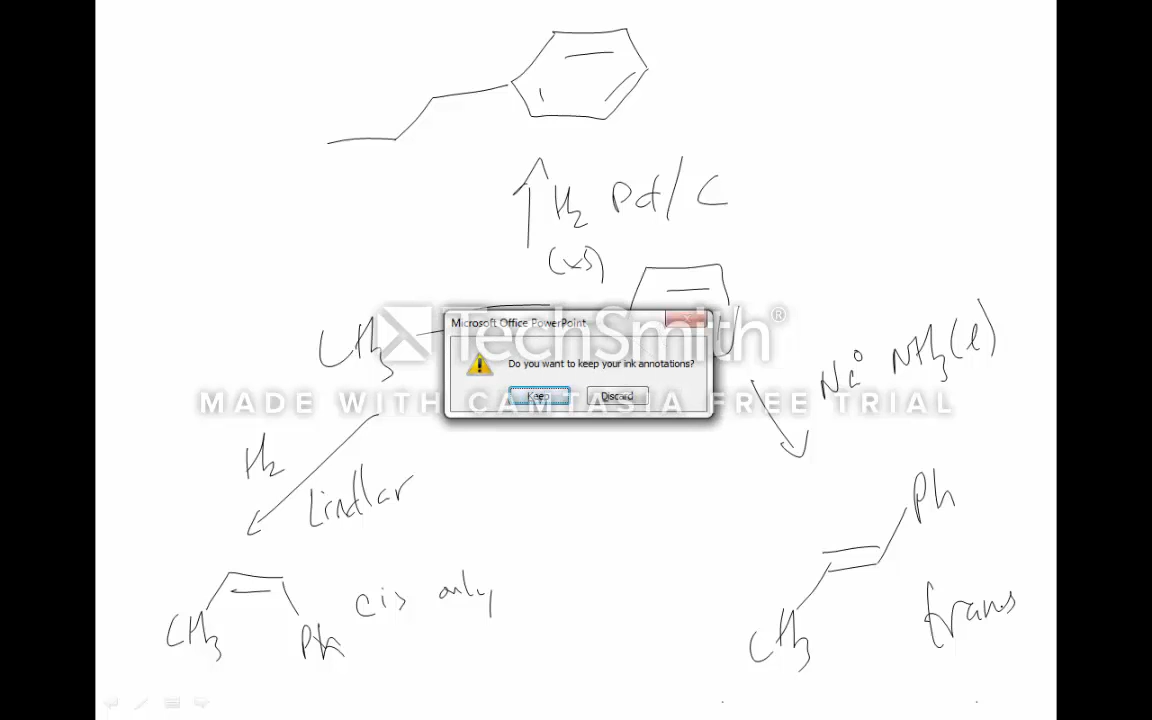 H2 Pd/C
(xs)
TechSmith®
Microsoft Office PowerPoint
Do you want to keep your ink annotations?
Keep Discard
MADE WITH CAMTASIA FREE TRIAL
CH3
Na° NH3(l)
H2
Lindlar
Ph
CH3
Ph
cis only
CH3
trans